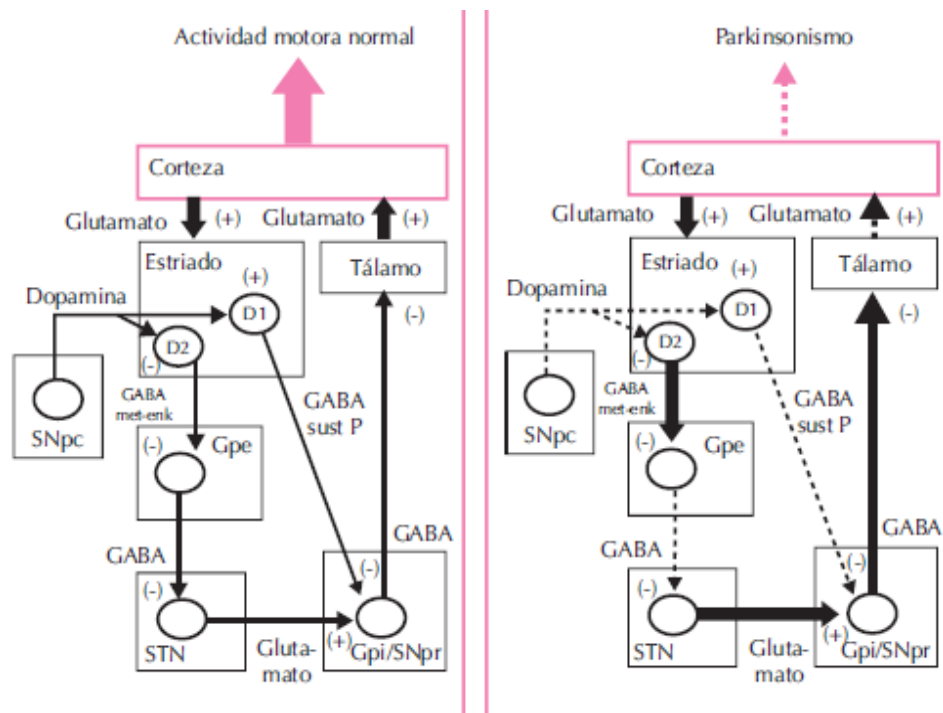 Actividad motora normal
Corteza
Glutamato
(+)
Glutamato
(+)
Estriado
(+)
D1
Tálamo
Dopamina
(-)
D2
(-)
GABA
met-enk
GABA
sust P
SNpc
(-)
Gpe
GABA
GABA
(-)
(-)
STN
(+)
Gluta-
mato
Gpi/SNpr
Parkinsonismo
Corteza
Glutamato
(+)
Glutamato
(+)
Estriado
(+)
D1
Tálamo
Dopamina
(-)
D2
(-)
GABA
met-enk
GABA
sust P
SNpc
(-)
Gpe
GABA
GABA
(-)
(-)
STN
(+)
Gluta-
mato
Gpi/SNpr